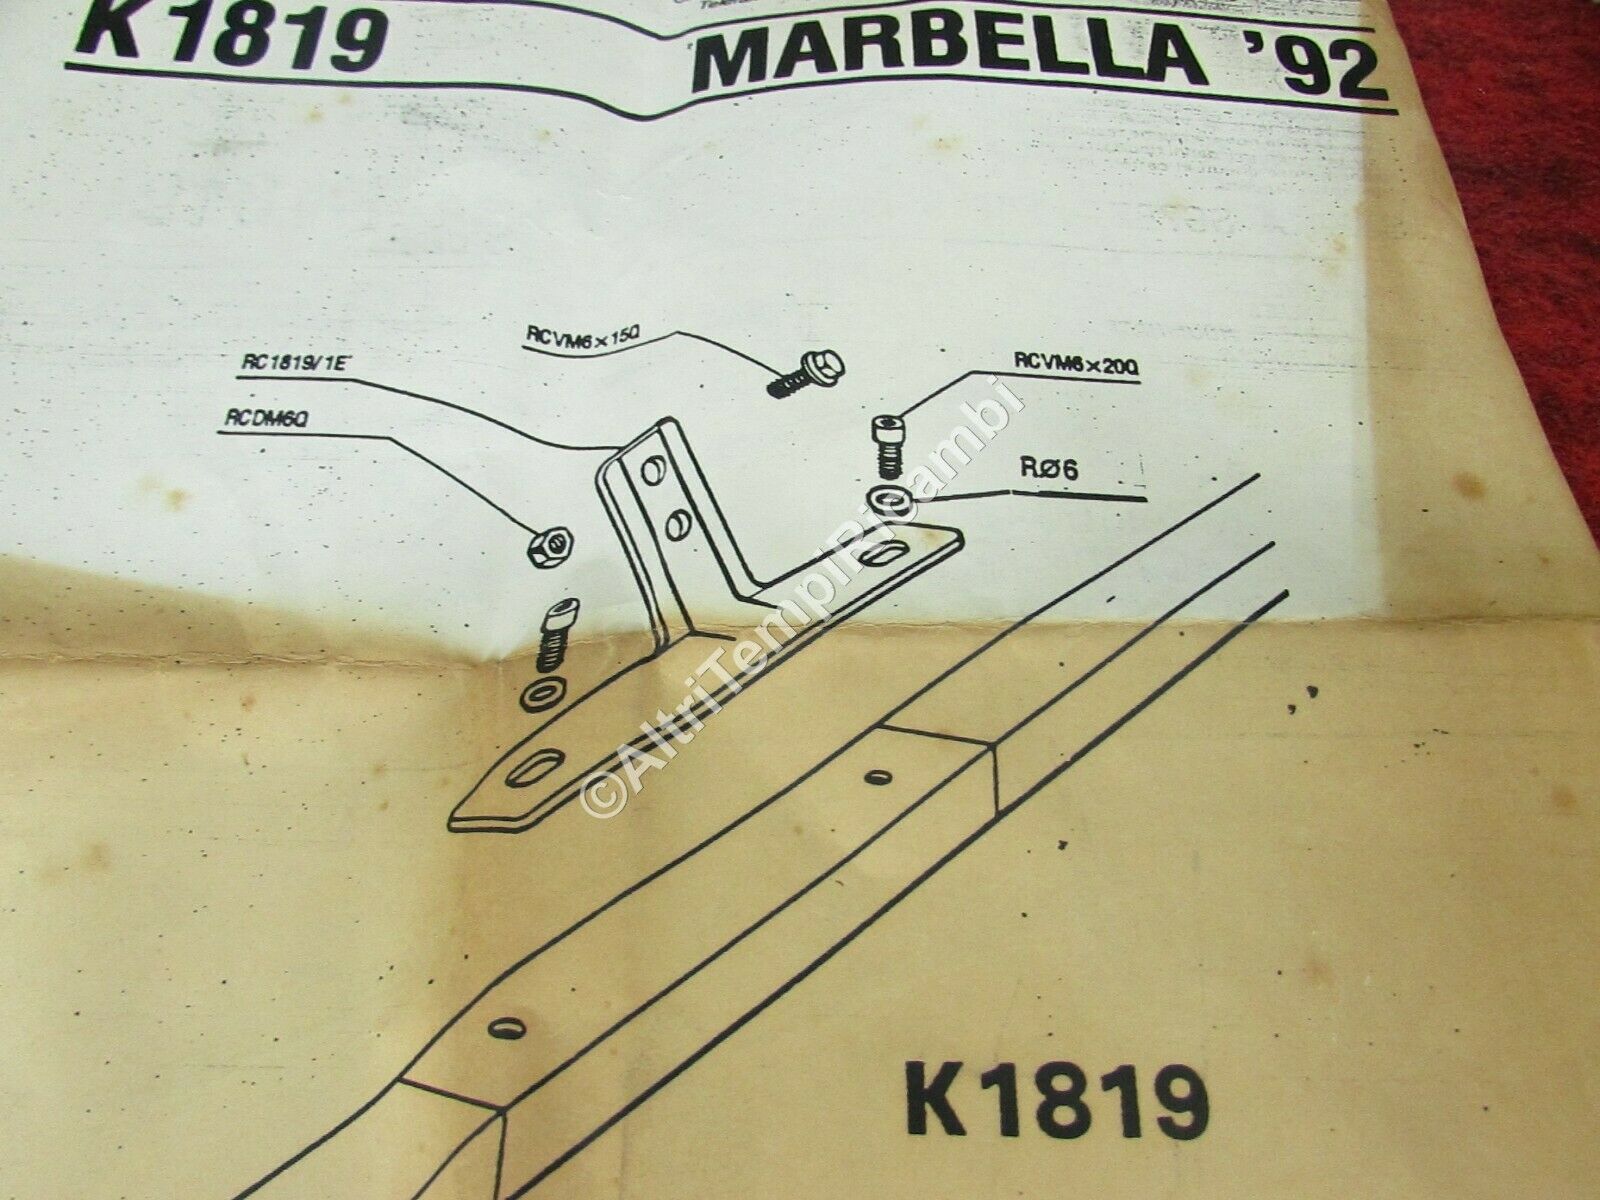 K1819
MARBELLA '92
RCVM6×15Q
RC1819/1E
RCVM6×20Q
RCDM6Q
RØ6
©AltriTempiRicambi
K1819